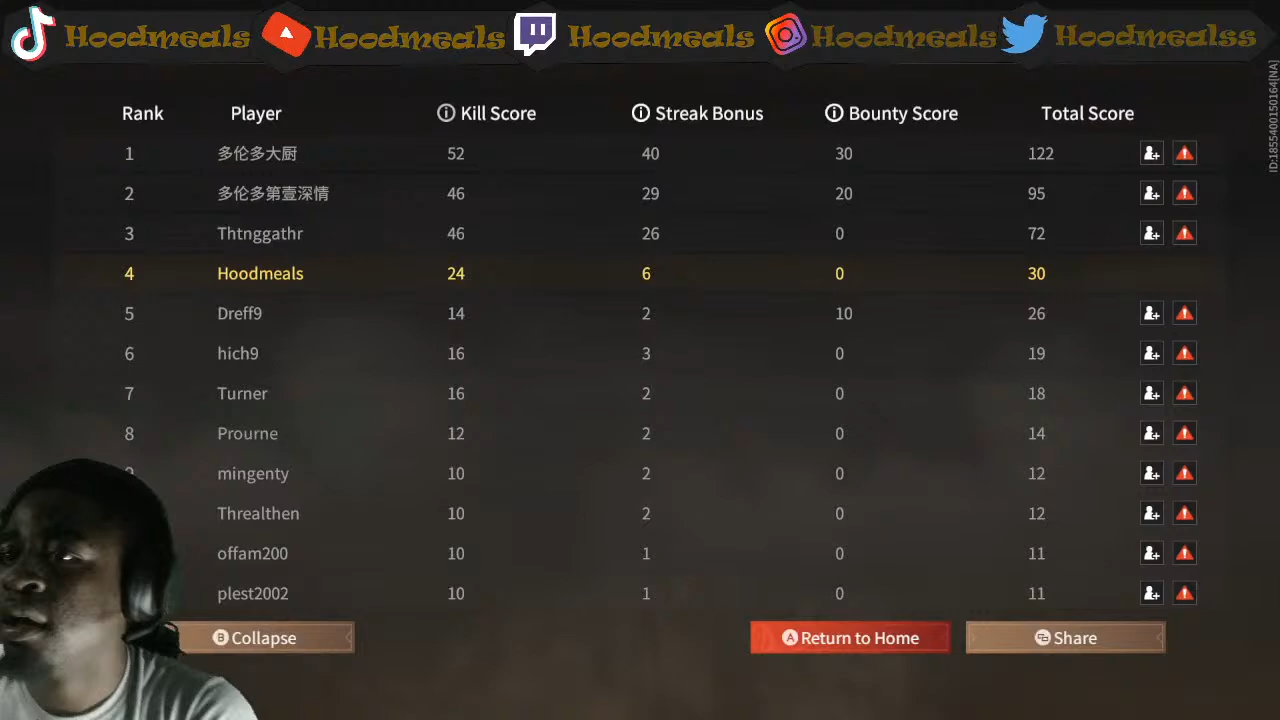 Hoodmeals Hoodmeals Hoodmeals Hoodmeals Hoodmealss
ID:1855400150164[NA]
Rank Player Kill Score Streak Bonus Bounty Score Total Score
1 多伦多大厨 52 40 30 122
2 多伦多第壹深情 46 29 20 95
3 Thtnggathr 46 26 0 72
4 Hoodmeals 24 6 0 30
5 Dreff9 14 2 10 26
6 hich9 16 3 0 19
7 Turner 16 2 0 18
8 Prourne 12 2 0 14
mingenty 10 2 0 12
Threalthen 10 2 0 12
offam200 10 1 0 11
plest2002 10 1 0 11
B Collapse A Return to Home Share